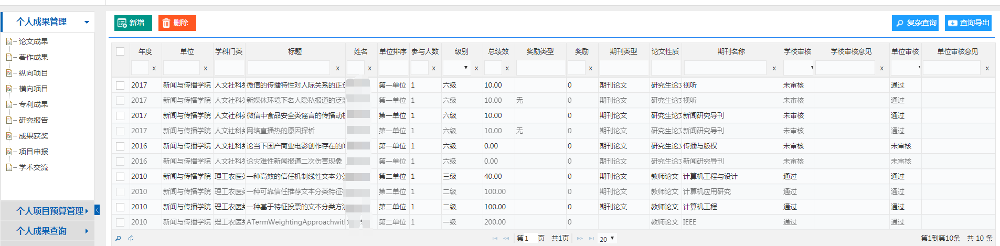 个人成果管理
论文成果
著作成果
纵向项目
横向项目
专利成果
研究报告
成果获奖
项目申报
学术交流
个人项目预算管理
个人成果查询
新增 删除 复杂查询 查询导出
年度 单位 学科门类 标题 姓名 单位排序 参与人数 级别 总绩效 奖励类型 奖励 期刊类型 论文性质 期刊名称 学校审核 学校审核意见 单位审核 单位审核意见
x x x x x x x x x x x
2017 新闻与传播学院 人文社科类 微信的传播特性对人际关系的正负 第一单位 1 六级 10.00 0 期刊论文 研究生论文 视听 未审核 通过
2017 新闻与传播学院 人文社科类 新媒体环境下名人隐私报道的泛滥 第一单位 1 六级 10.00 无 0 期刊论文 研究生论文 视听 未审核 通过
2017 新闻与传播学院 人文社科类 微信中食品安全类谣言的传播动机 第一单位 1 六级 10.00 0 期刊论文 研究生论文 新闻研究导刊 未审核 通过
2017 新闻与传播学院 人文社科类 网络直播热的原因探析 第一单位 1 六级 10.00 无 0 期刊论文 研究生论文 新闻研究导刊 未审核 通过
2016 新闻与传播学院 人文社科类 论当下国产商业电影创作存在的问 第一单位 1 六级 0.00 0 期刊论文 研究生论文 传播与版权 未审核 未审核
2016 新闻与传播学院 人文社科类 论灾难性新闻报道二次伤害现象 第一单位 1 六级 0.00 0 期刊论文 研究生论文 新闻研究导刊 未审核 未审核
2010 新闻与传播学院 理工农医类 一种高效的信任机制线性文本分类 第二单位 1 三级 40.00 0 期刊论文 教师论文 计算机工程与设计 通过 通过
2010 新闻与传播学院 理工农医类 一种可靠信任推荐文本分类特征 第二单位 1 二级 100.00 0 期刊论文 教师论文 计算机应用研究 通过 通过
2010 新闻与传播学院 理工农医类 一种基于特征投票的文本分类方法 第二单位 1 二级 100.00 0 期刊论文 教师论文 计算机工程 通过 通过
2010 新闻与传播学院 理工农医类 ATermWeightingApproachwith 第二单位 1 一级 200.00 0 教师论文 IEEE 通过 通过
第 1 页 共1页 20 第1到第10条 共 10 条